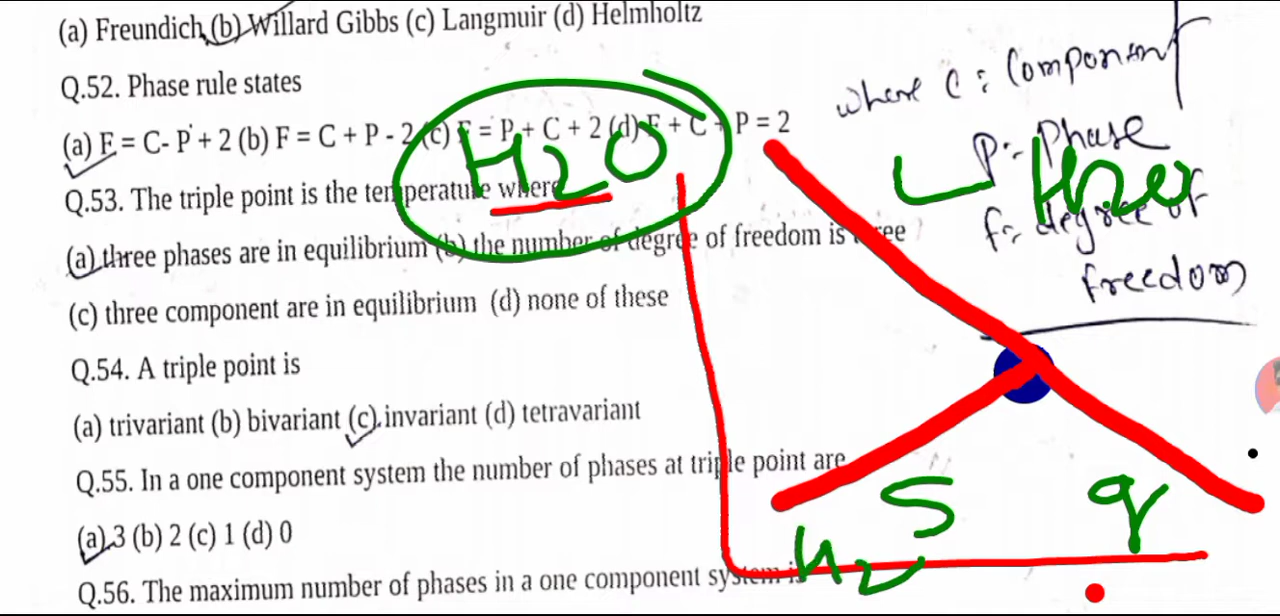 (a) Freundich (b) Willard Gibbs (c) Langmuir (d) Helmholtz
Q.52. Phase rule states
(a) F = C- P + 2 (b) F = C + P - 2 (c) F = P + C + 2 (d) F + C + P = 2
Q.53. The triple point is the temperature where
(a) three phases are in equilibrium (b) the number of degree of freedom is three
(c) three component are in equilibrium (d) none of these
Q.54. A triple point is
(a) trivariant (b) bivariant (c) invariant (d) tetravariant
Q.55. In a one component system the number of phases at triple point are
(a) 3 (b) 2 (c) 1 (d) 0
Q.56. The maximum number of phases in a one component system is
where C = Component
P = Phase
f = degree of
freedom
H2O
S
g